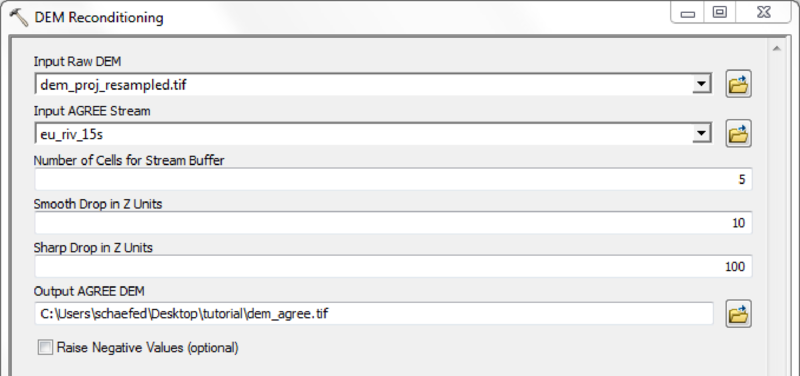 DEM Reconditioning
Input Raw DEM
dem_proj_resampled.tif
Input AGREE Stream
eu_riv_15s
Number of Cells for Stream Buffer
5
Smooth Drop in Z Units
10
Sharp Drop in Z Units
100
Output AGREE DEM
C:\Users\schaefed\Desktop\tutorial\dem_agree.tif
Raise Negative Values (optional)